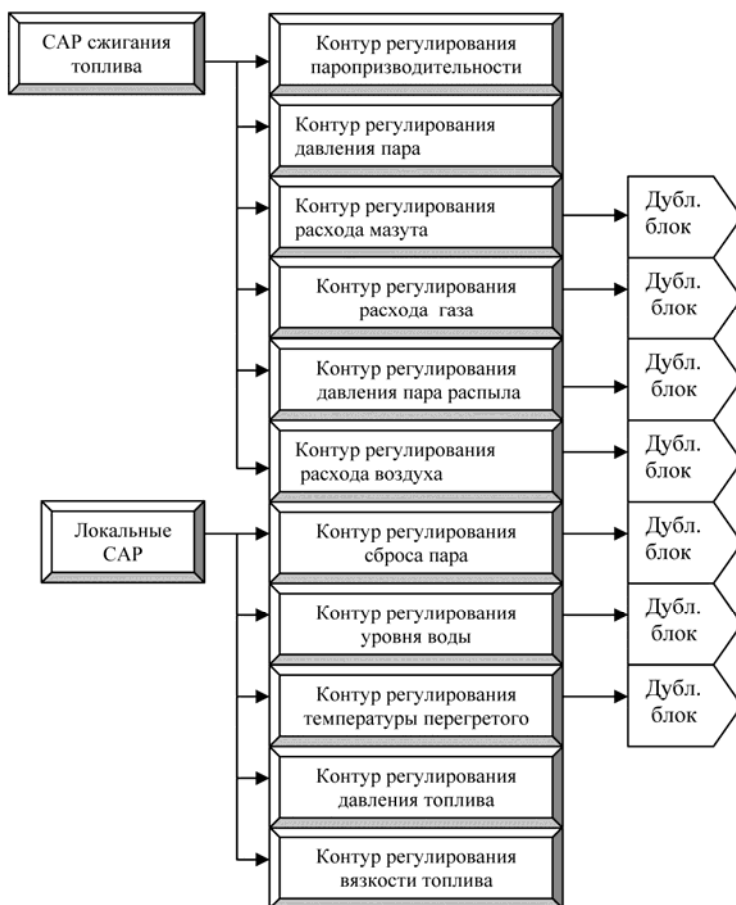 САР сжигания
топлива
Контур регулирования
паропризводительности
Контур регулирования
давления пара
Контур регулирования
расхода мазута
Дубл.
блок
Контур регулирования
расхода газа
Дубл.
блок
Контур регулирования
давления пара распыла
Дубл.
блок
Контур регулирования
расхода воздуха
Дубл.
блок
Локальные
САР
Контур регулирования
сброса пара
Дубл.
блок
Контур регулирования
уровня воды
Дубл.
блок
Контур регулирования
температуры перегретого
Дубл.
блок
Контур регулирования
давления топлива
Контур регулирования
вязкости топлива